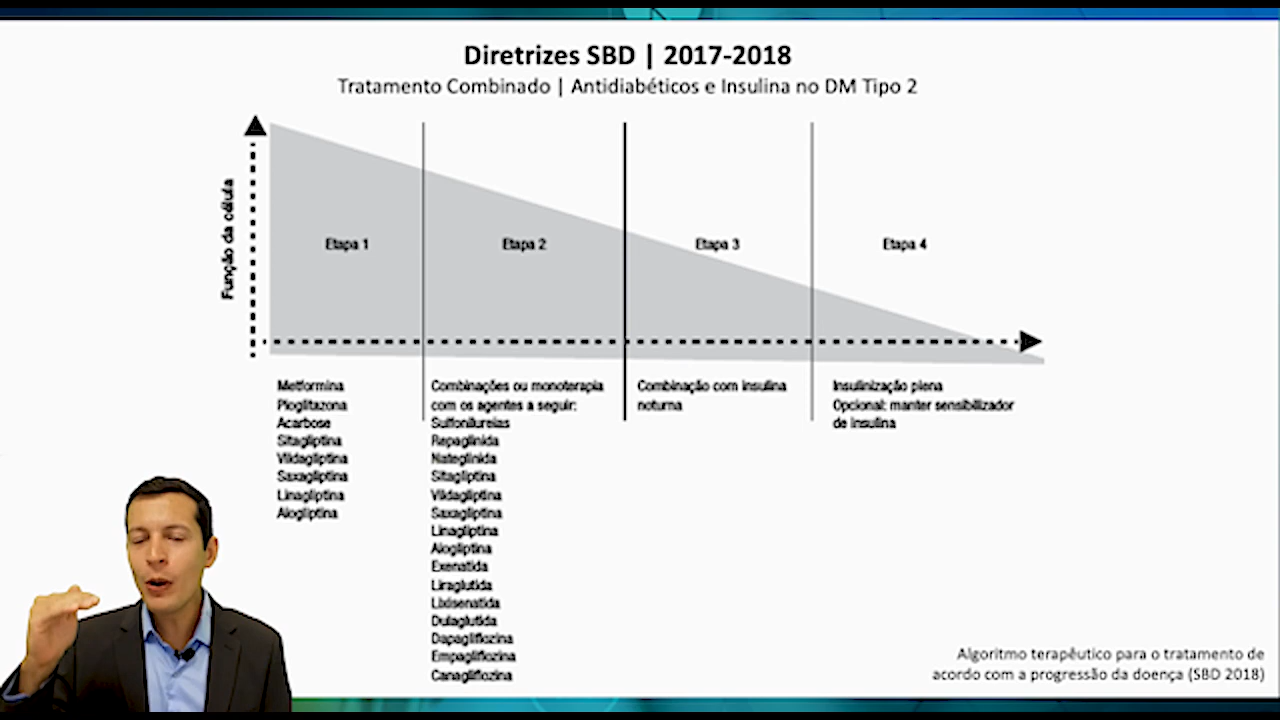 Diretrizes SBD | 2017-2018
Tratamento Combinado | Antidiabéticos e Insulina no DM Tipo 2
Função da célula
Etapa 1
Etapa 2
Etapa 3
Etapa 4
Metformina
Pioglitazona
Acarbose
Sitagliptina
Vildagliptina
Saxagliptina
Linagliptina
Alogliptina
Combinações ou monoterapia
com os agentes a seguir:
Sulfonilureias
Repaglinida
Nateglinida
Sitagliptina
Vildagliptina
Saxagliptina
Linagliptina
Alogliptina
Exenatida
Liraglutida
Lixisenatida
Dulaglutida
Dapagliflozina
Empagliflozina
Canagliflozina
Combinação com insulina
noturna
Insulinização plena
Opcional: manter sensibilizador
de insulina
Algoritmo terapêutico para o tratamento de
acordo com a progressão da doença (SBD 2018)